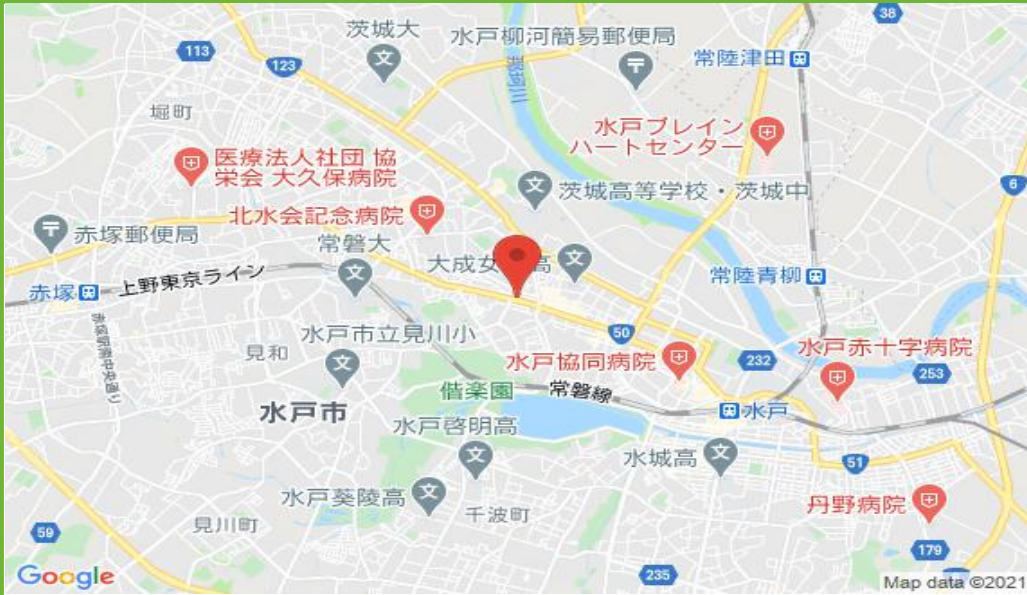 茨城大
水戸柳河簡易郵便局
38
113
123
那珂川
常陸津田
堀町
水戸ブレイン
ハートセンター
医療法人社団 協
栄会 大久保病院
茨城高等学校・茨城中
6
北水会記念病院
赤塚郵便局
常磐大
大成女
高
上野東京ライン
常陸青柳
赤塚
水戸市立見川小
50
見和
水戸協同病院
232
水戸赤十字病院
253
偕楽園
常磐線
水戸市
水戸
水戸啓明高
水城高
51
水戸葵陵高
丹野病院
見川町
千波町
59
179
235
Google
Map data ©2021